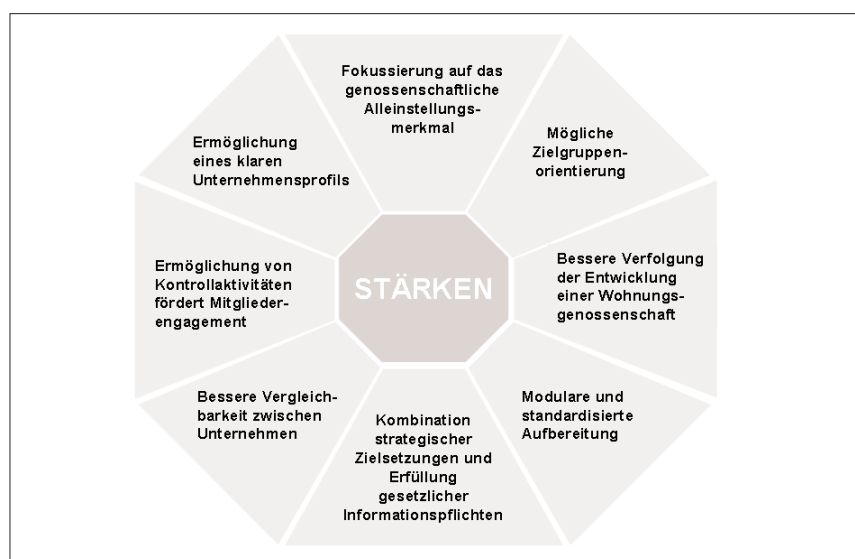 Fokussierung auf das
genossenschaftliche
Alleinstellungs-
merkmal
Mögliche
Zielgruppen-
orientierung
Bessere Verfolgung
der Entwicklung
einer Wohnungs-
genossenschaft
Modulare und
standardisierte
Aufbereitung
Kombination
strategischer
Zielsetzungen und
Erfüllung
gesetzlicher
Informationspflichten
Bessere Vergleich-
barkeit zwischen
Unternehmen
Ermöglichung von
Kontrollaktivitäten
fördert Mitglieder-
engagement
Ermöglichung
eines klaren
Unternehmensprofils
STÄRKEN